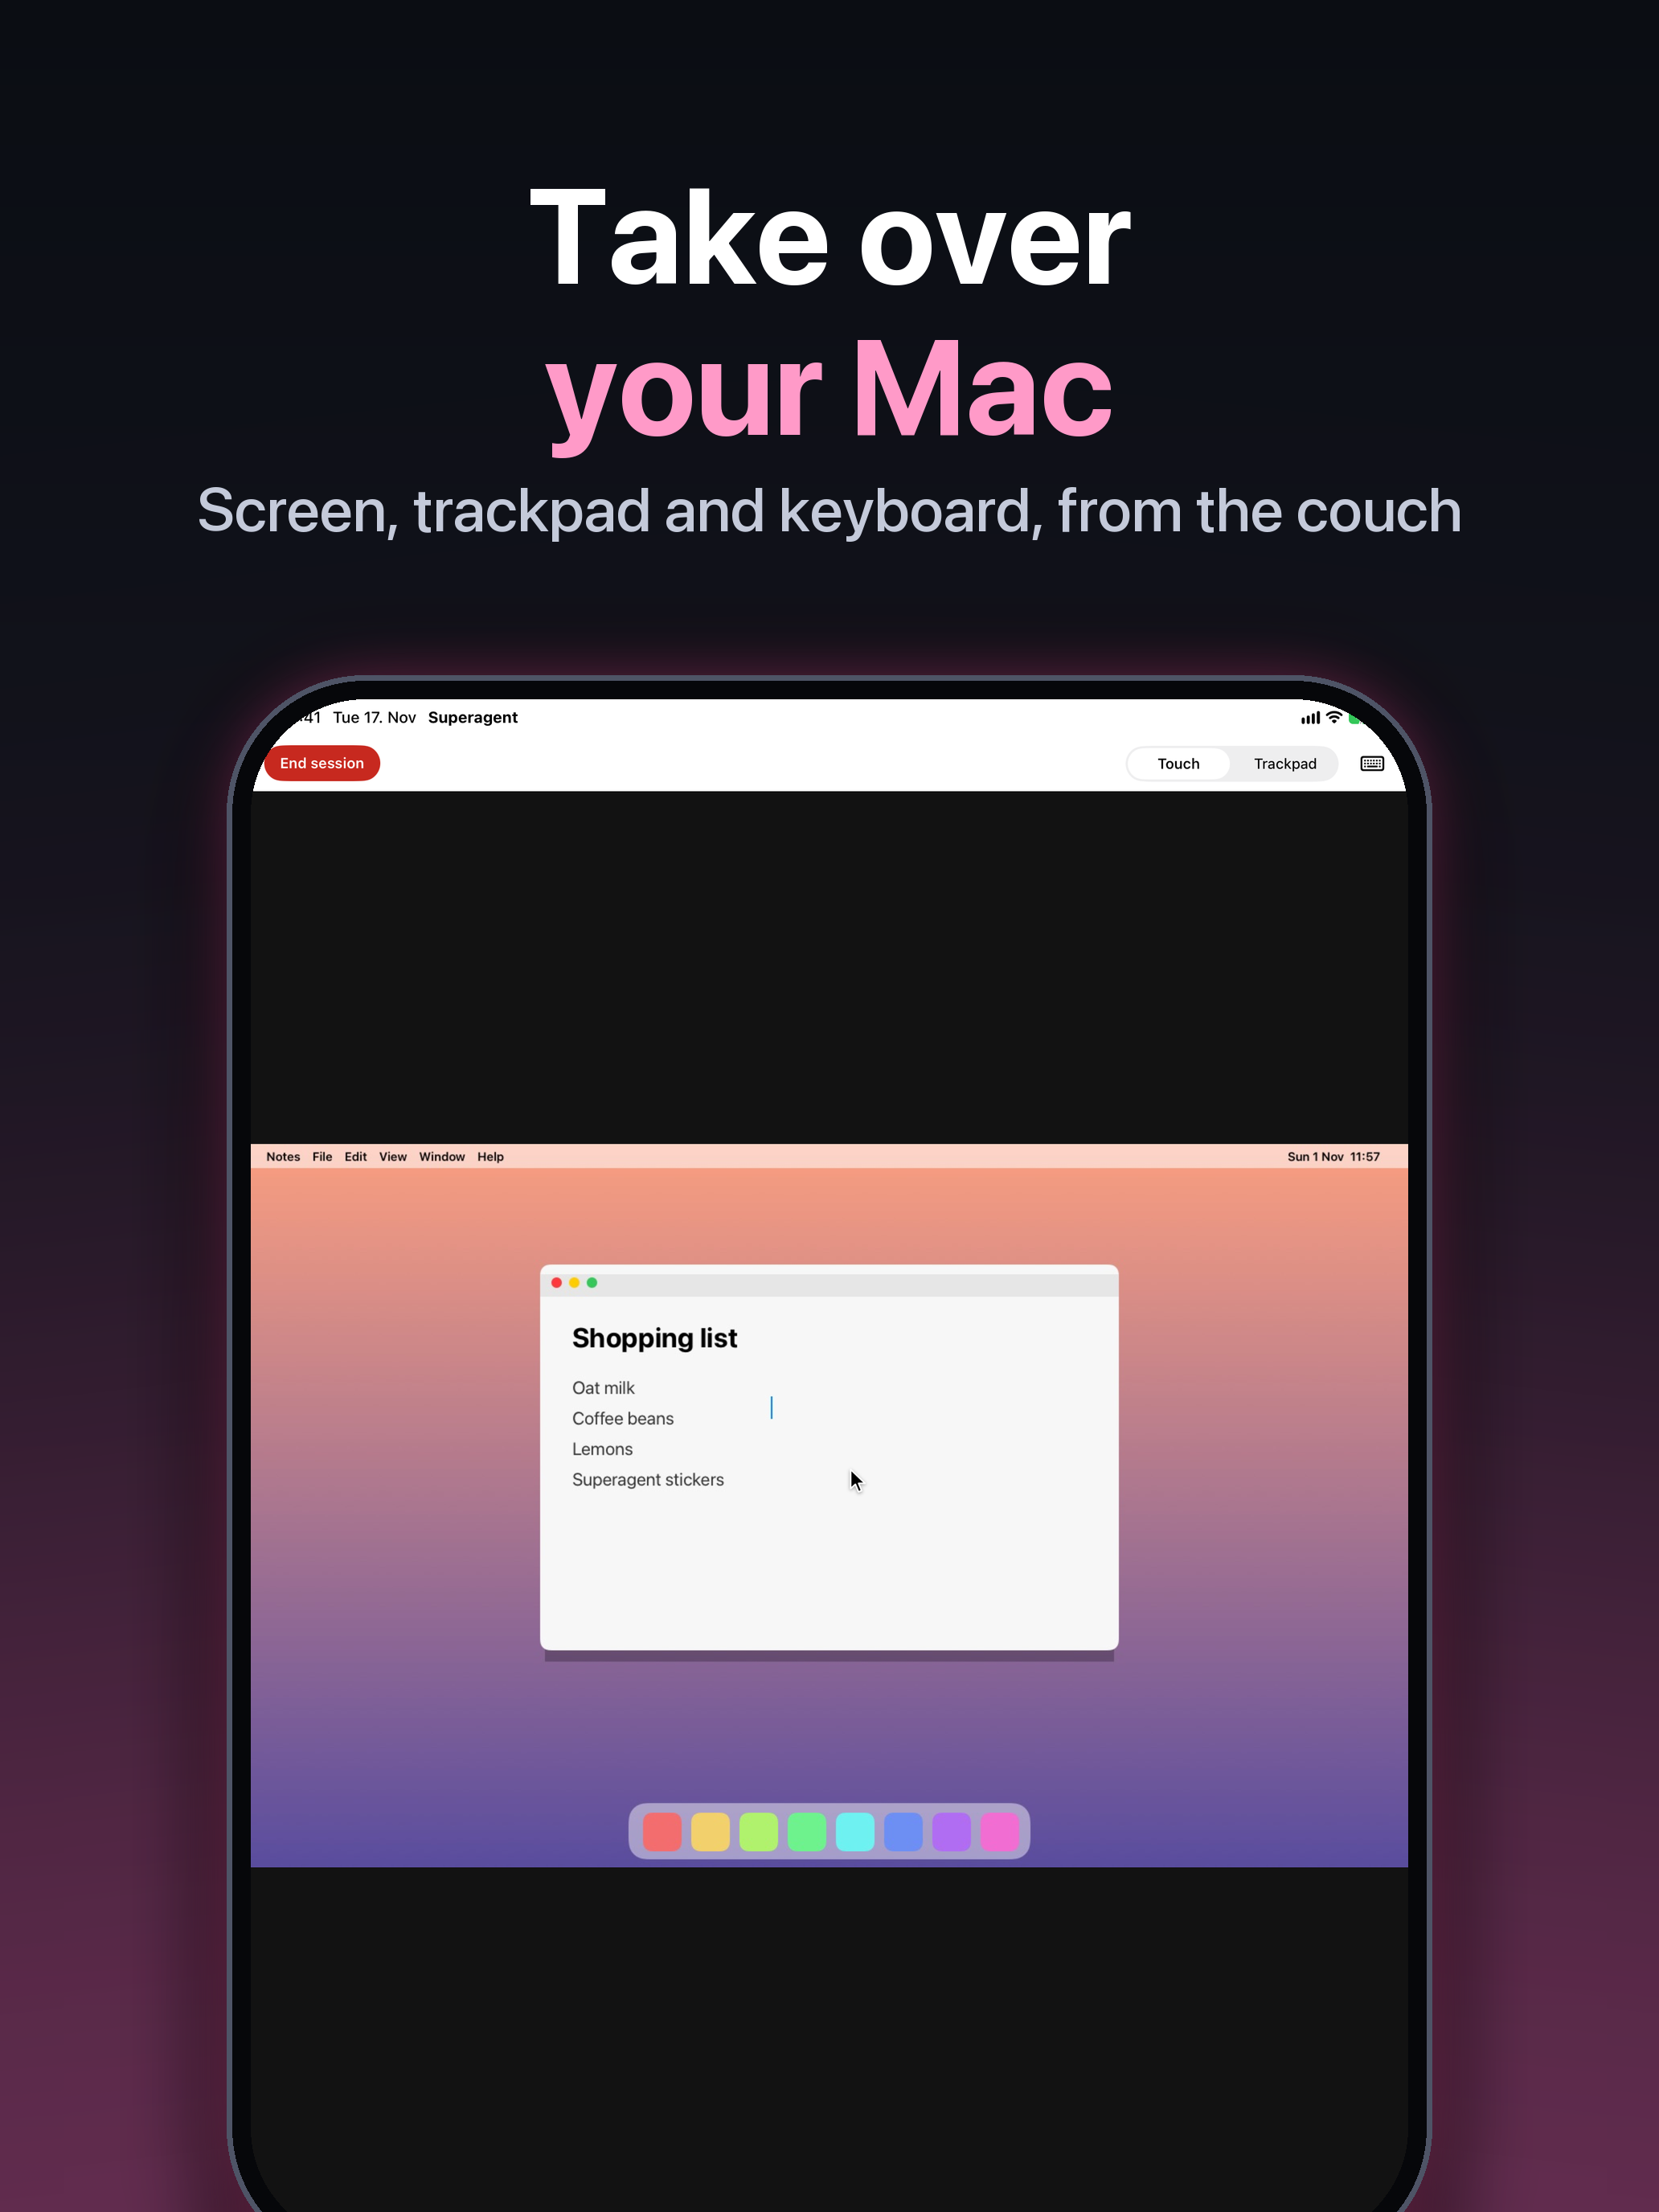 Take over
your Mac
Screen, trackpad and keyboard, from the couch
41 Tue 17. Nov Superagent
End session
Touch Trackpad
Notes File Edit View Window Help Sun 1 Nov 11:57
Shopping list
Oat milk
Coffee beans
Lemons
Superagent stickers